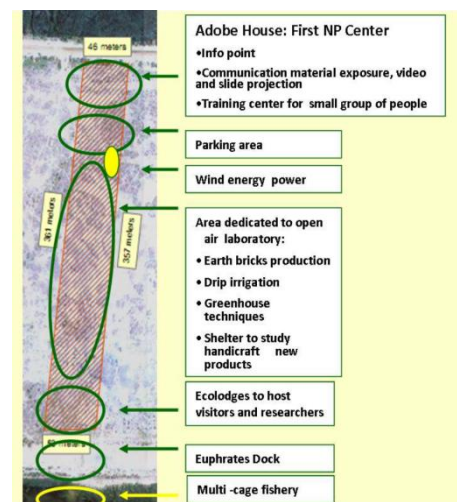 46 meters
Adobe House: First NP Center
•Info point
•Communication material exposure, video
and slide projection
•Training center for small group of people
Parking area
Wind energy power
361 meters
357 meters
Area dedicated to open
air laboratory:
• Earth bricks production
• Drip irrigation
• Greenhouse
techniques
• Shelter to study
handicraft new
products
Ecolodges to host
visitors and researchers
meters
Euphrates Dock
Multi -cage fishery